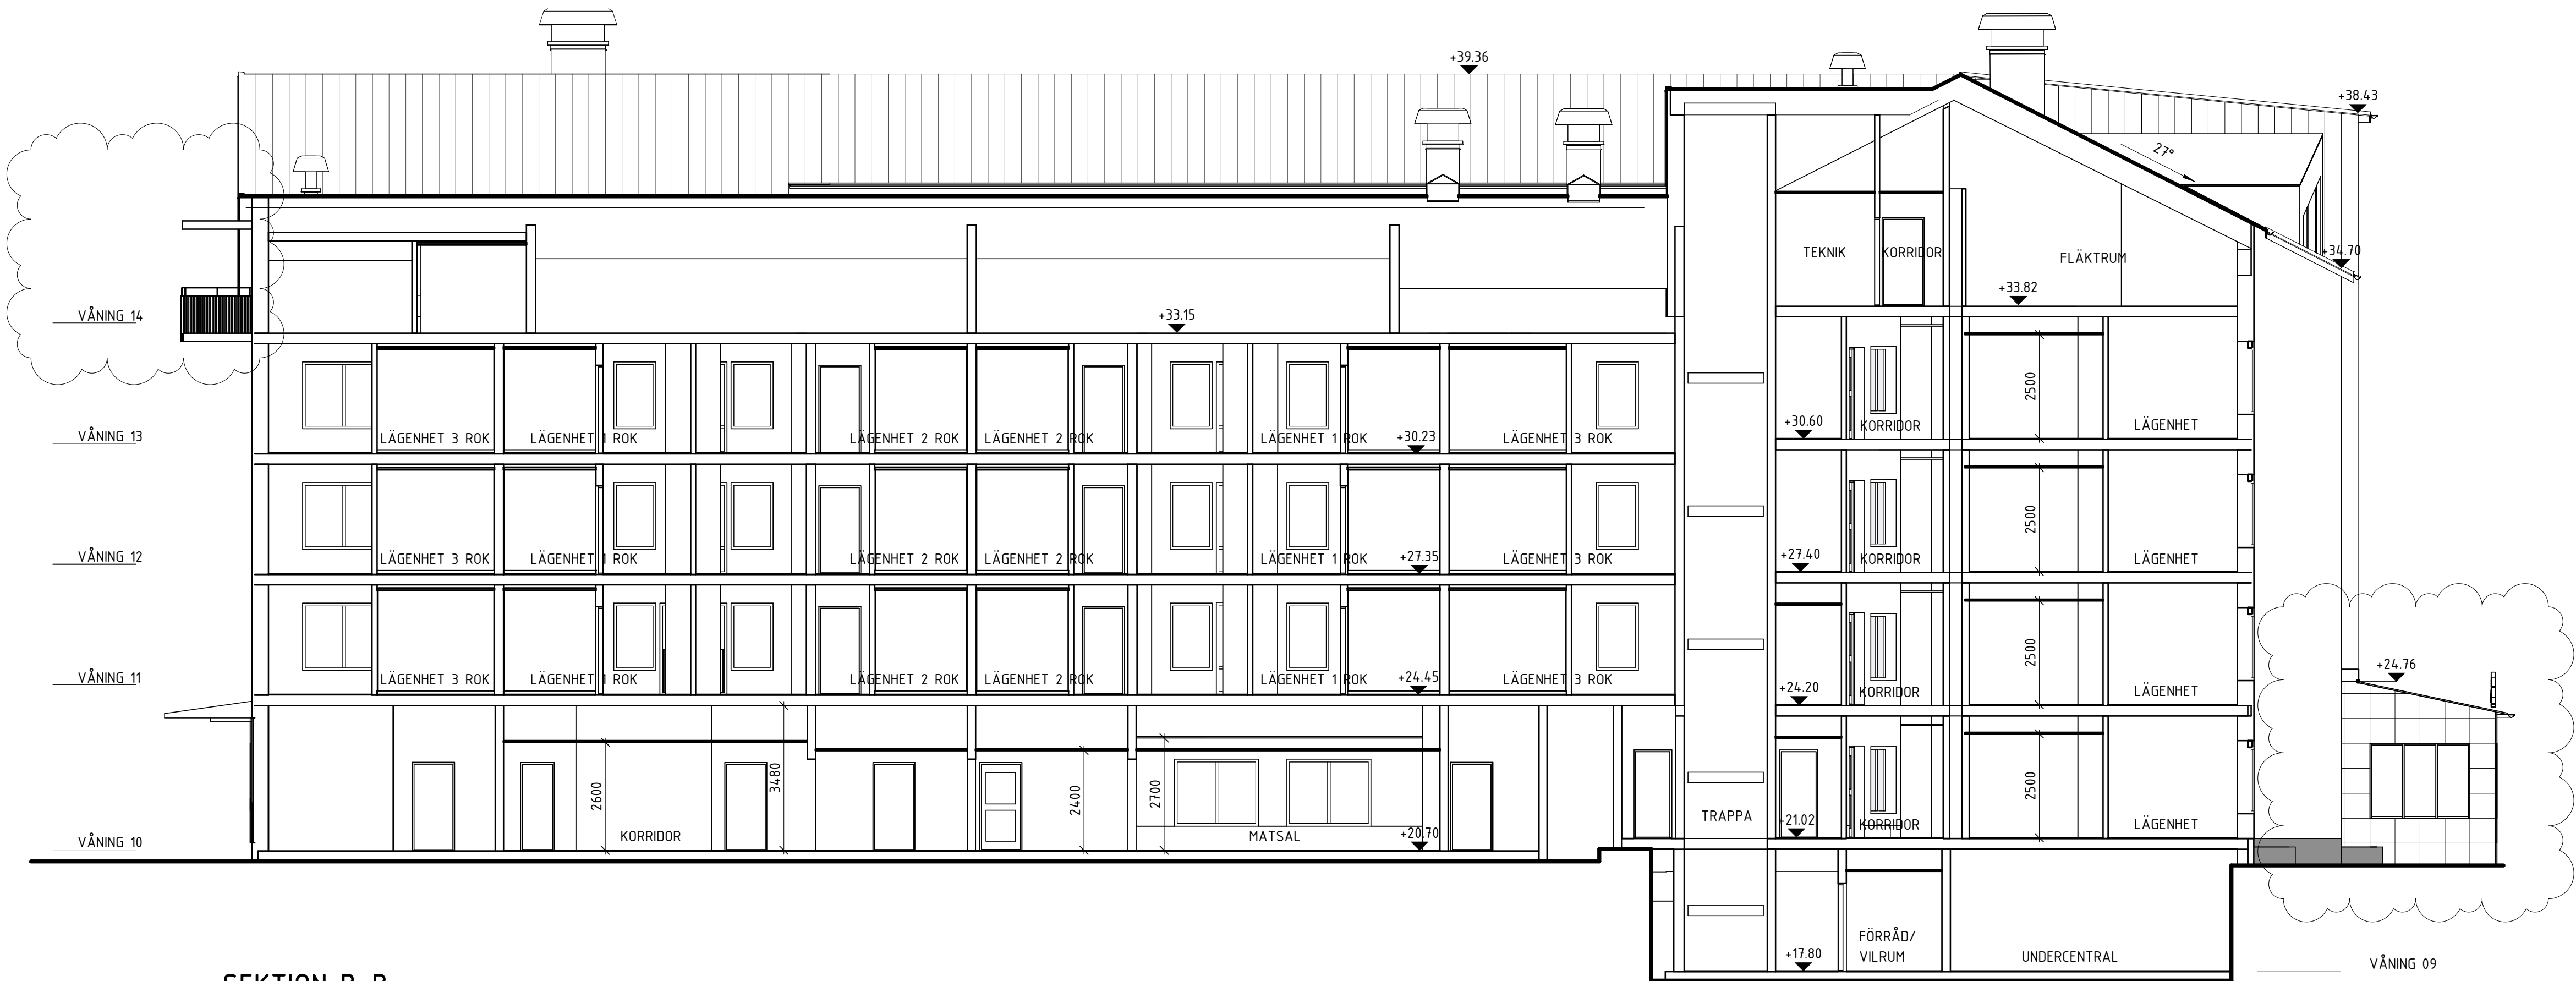 +39.36
+38.43
27°
+34.70
TEKNIK KORRIDOR FLÄKTRUM
+33.82
VÅNING 14 +33.15
2500
VÅNING 13 LÄGENHET 3 ROK LÄGENHET 1 ROK LÄGENHET 2 ROK LÄGENHET 2 ROK LÄGENHET 1 ROK +30.23 LÄGENHET 3 ROK +30.60 KORRIDOR LÄGENHET
2500
VÅNING 12 LÄGENHET 3 ROK LÄGENHET 1 ROK LÄGENHET 2 ROK LÄGENHET 2 ROK LÄGENHET 1 ROK +27.35 LÄGENHET 3 ROK +27.40 KORRIDOR LÄGENHET
2500
VÅNING 11 LÄGENHET 3 ROK LÄGENHET 1 ROK LÄGENHET 2 ROK LÄGENHET 2 ROK LÄGENHET 1 ROK +24.45 LÄGENHET 3 ROK +24.20 KORRIDOR LÄGENHET
+24.76
2600 3480 2400 2700 2500
TRAPPA
VÅNING 10 KORRIDOR MATSAL +20.70 +21.02 KORRIDOR LÄGENHET
FÖRRÅD/
VILRUM
+17.80 UNDERCENTRAL VÅNING 09
SEKTION B-B